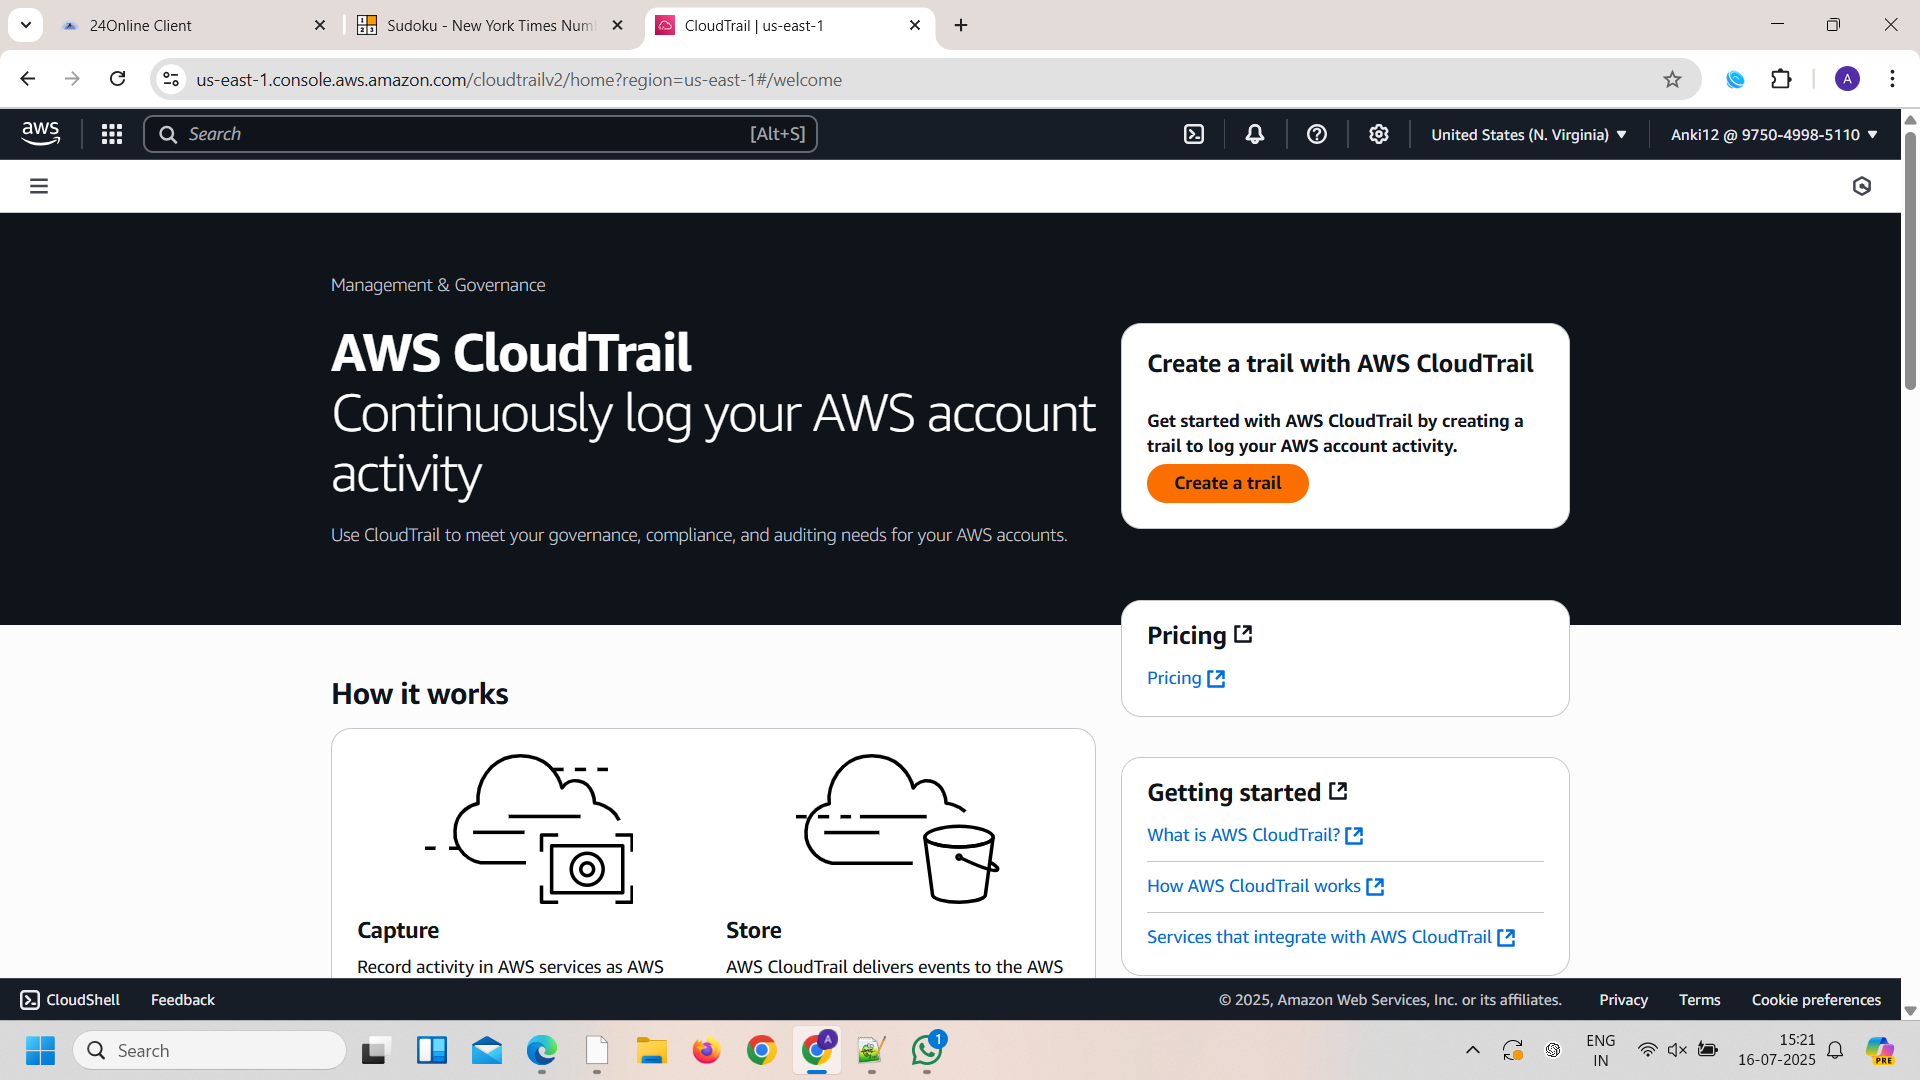 24Online Client
Sudoku - New York Times Num
CloudTrail | us-east-1
us-east-1.console.aws.amazon.com/cloudtrailv2/home?region=us-east-1#/welcome
A
aws
Search
[Alt+S]
United States (N. Virginia)
Anki12 @ 9750-4998-5110
Management & Governance
AWS CloudTrail
Continuously log your AWS account
activity
Use CloudTrail to meet your governance, compliance, and auditing needs for your AWS accounts.
Create a trail with AWS CloudTrail
Get started with AWS CloudTrail by creating a
trail to log your AWS account activity.
Create a trail
Pricing
Pricing
How it works
Capture
Record activity in AWS services as AWS
Store
AWS CloudTrail delivers events to the AWS
Getting started
What is AWS CloudTrail?
How AWS CloudTrail works
Services that integrate with AWS CloudTrail
CloudShell
Feedback
© 2025, Amazon Web Services, Inc. or its affiliates.
Privacy
Terms
Cookie preferences
Search
A
1
ENG
IN
15:21
16-07-2025
PRE